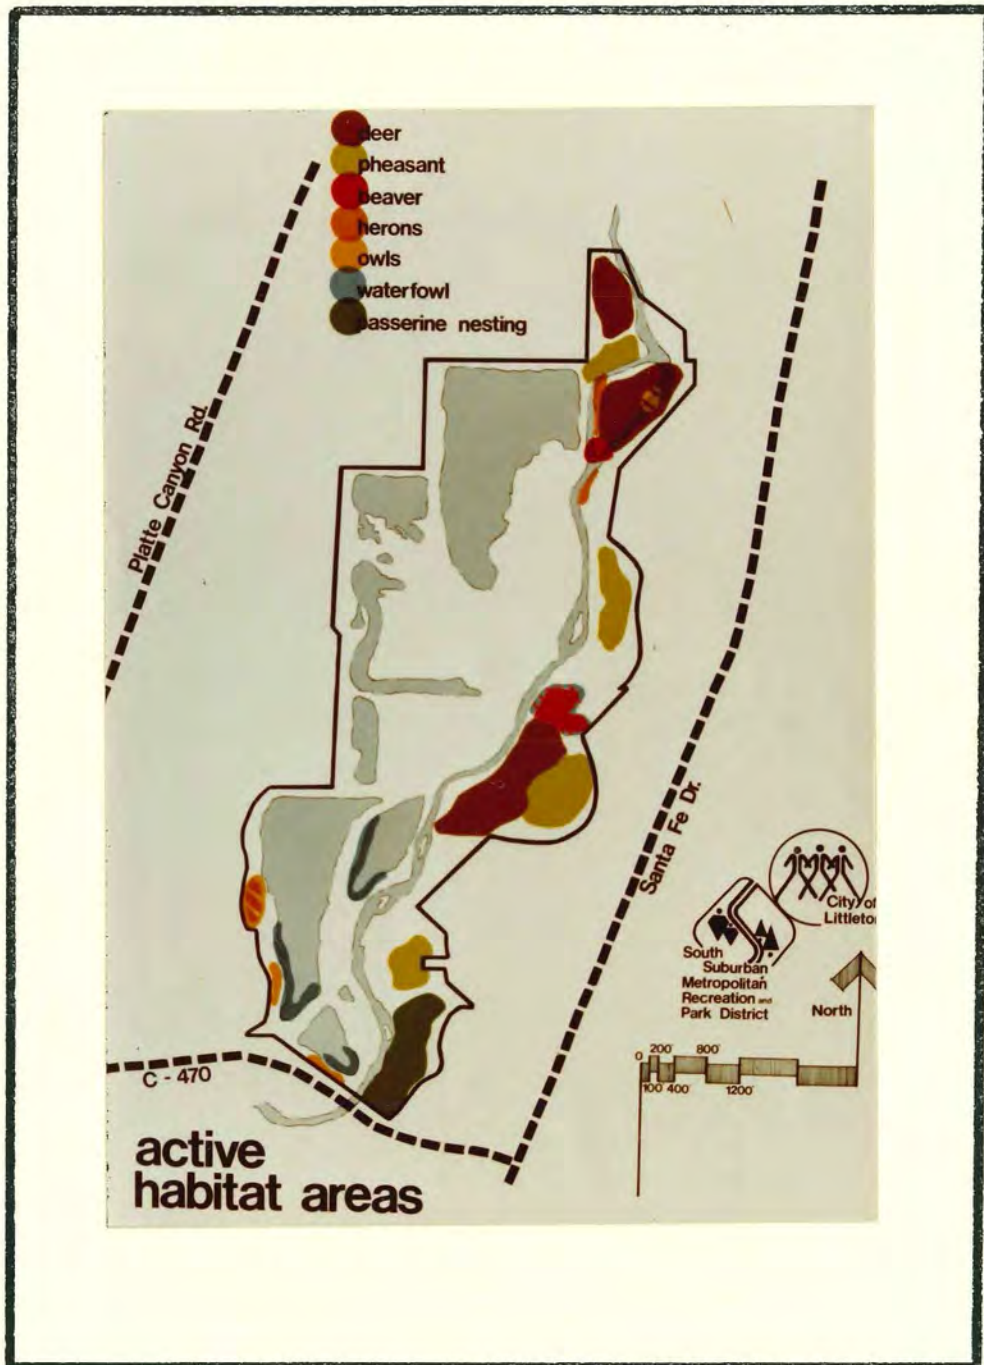 deer
pheasant
beaver
herons
owls
waterfowl
passerine nesting
Platte Canyon Rd.
Santa Fe Dr.
City of
South
Suburban
Metropolitan
Recreation and
Park District
North
0 200' 800'
100' 400' 1200'
C - 470
active
habitat areas